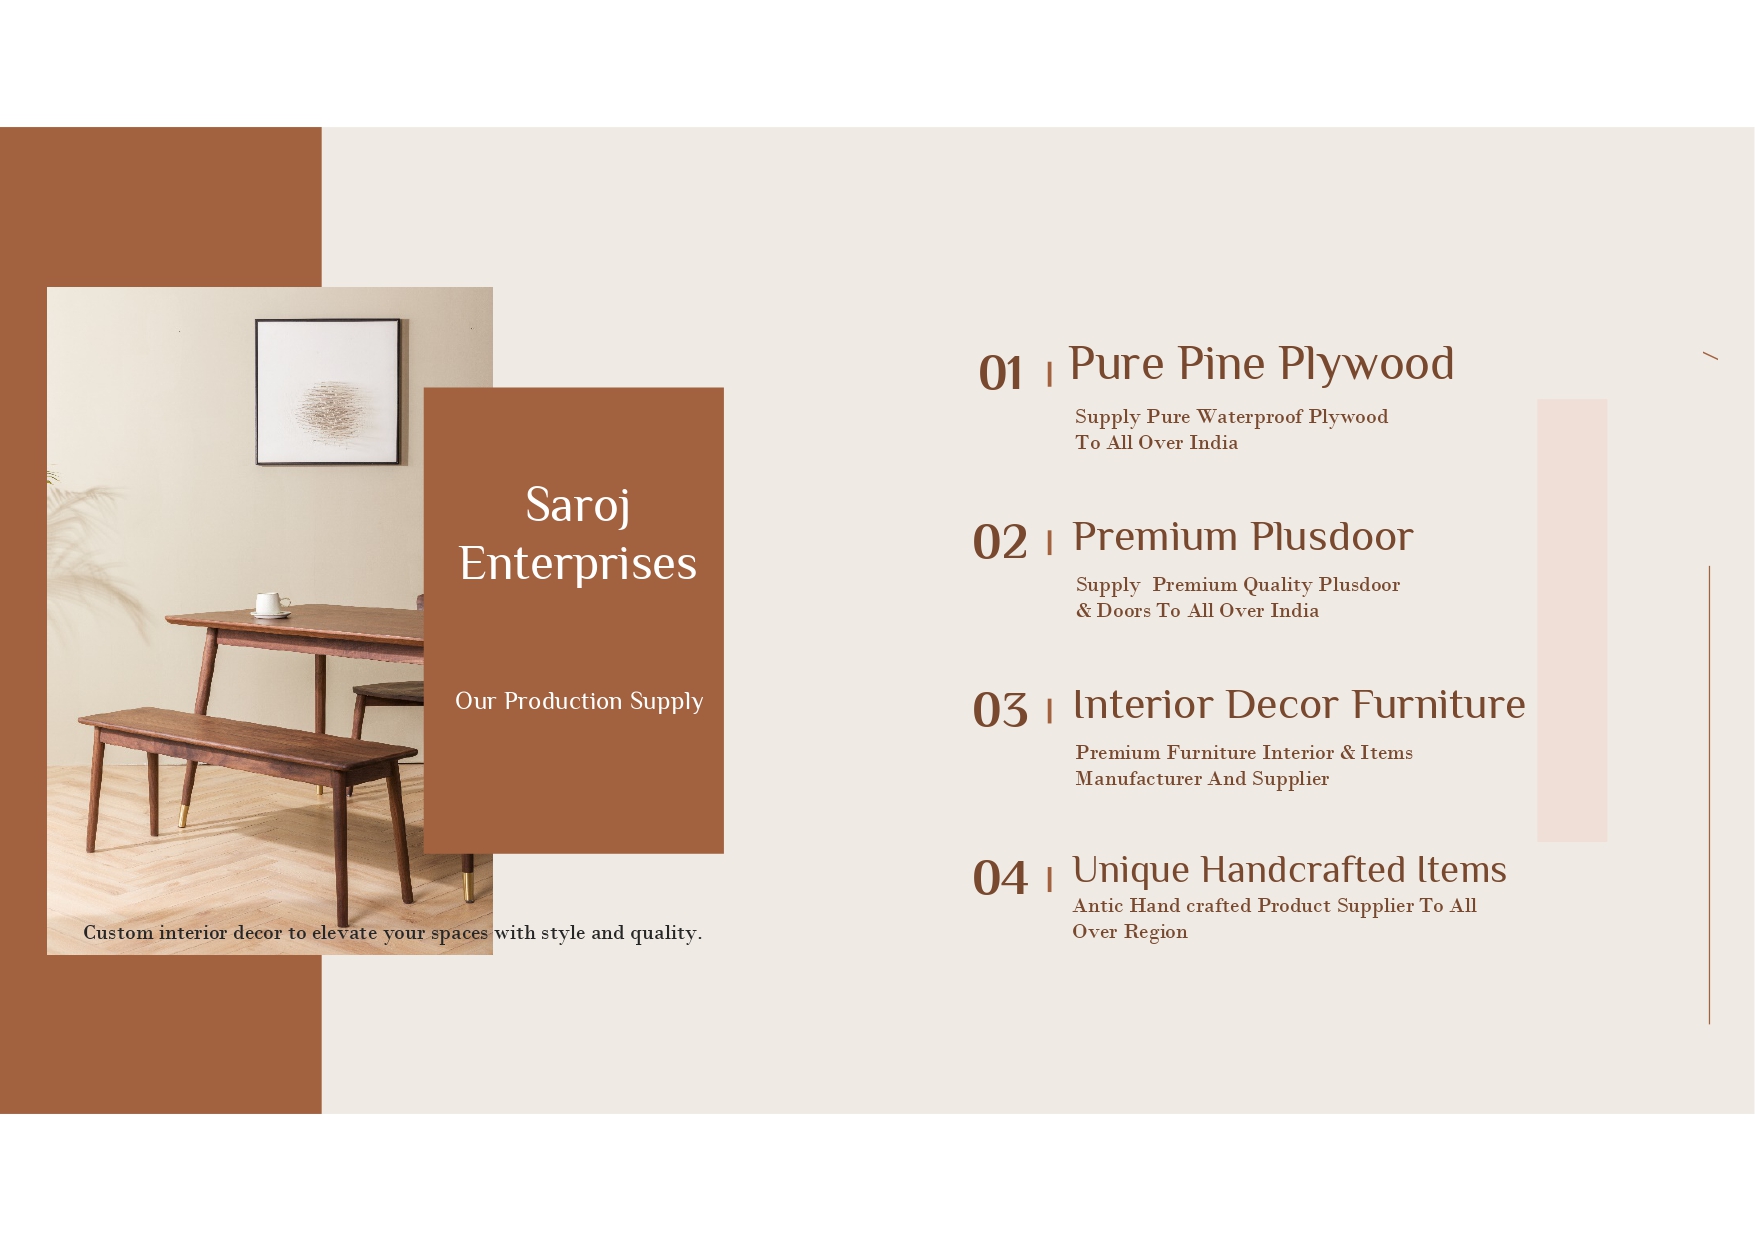 Saroj
Enterprises
Our Production Supply
Custom interior decor to elevate your spaces with style and quality.
01
Pure Pine Plywood
Supply Pure Waterproof Plywood
To All Over India
02
Premium Plusdoor
Supply  Premium Quality Plusdoor
& Doors To All Over India
03
Interior Decor Furniture
Premium Furniture Interior & Items
Manufacturer And Supplier
04
Unique Handcrafted Items
Antic Hand crafted Product Supplier To All
Over Region